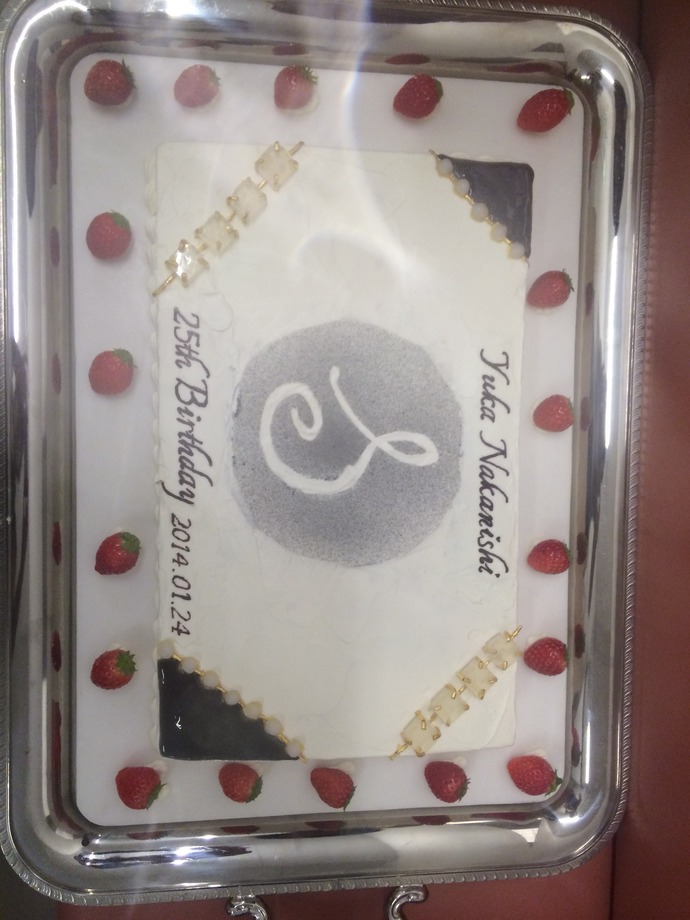 Yuka Nakanishi
S
25th Birthday 2014.01.24